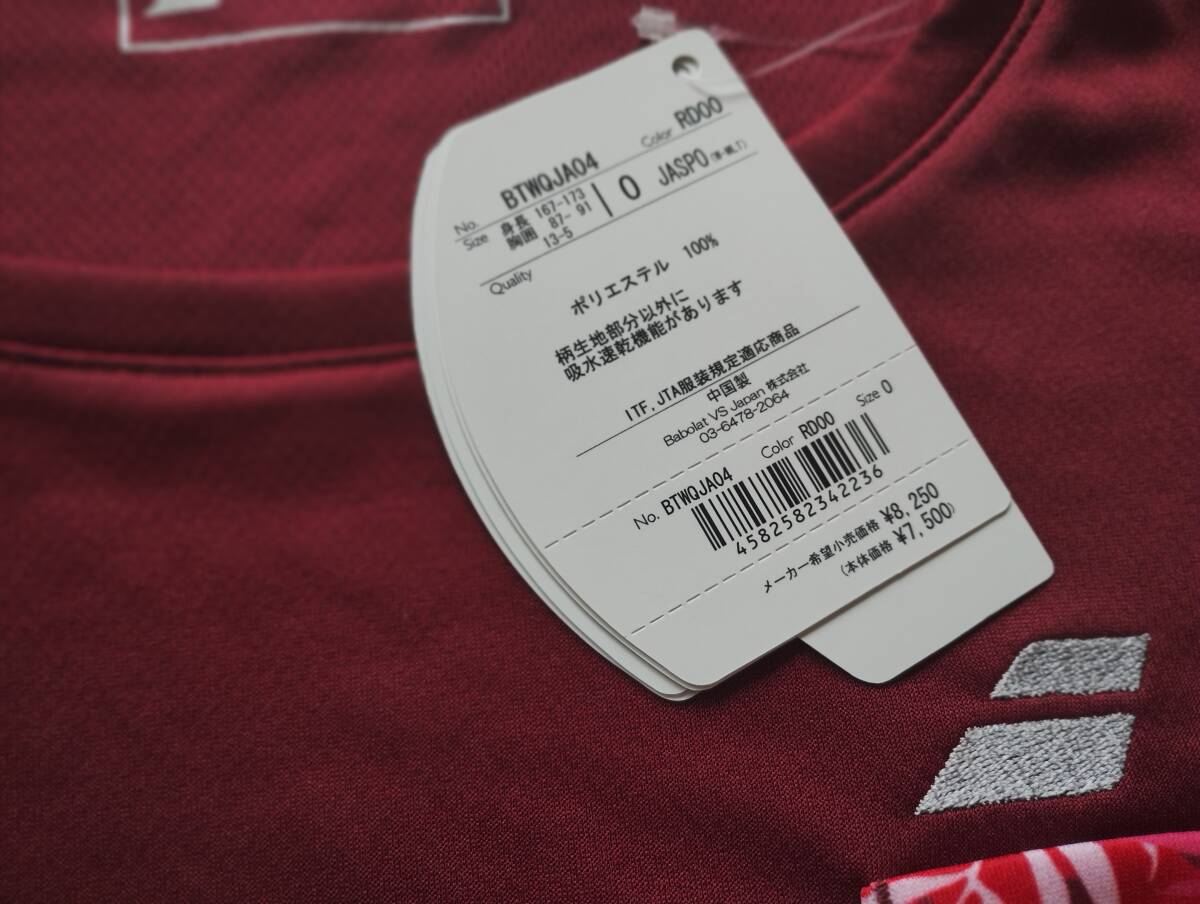 No. BTWQJA04 Color RD00
Size 身長 167-173 | O JASPO
胸囲 87- 91
13-5
Quality
ポリエステル 100%
柄生地部分以外に
吸水速乾機能があります
ITF, JTA服装規定適応商品
中国製
Babolat VS Japan 株式会社
03-6478-2064
No. BTWQJA04 Color RD00 Size O
4582582342236
メーカー希望小売価格 ¥8,250
(本体価格 ¥7,500)